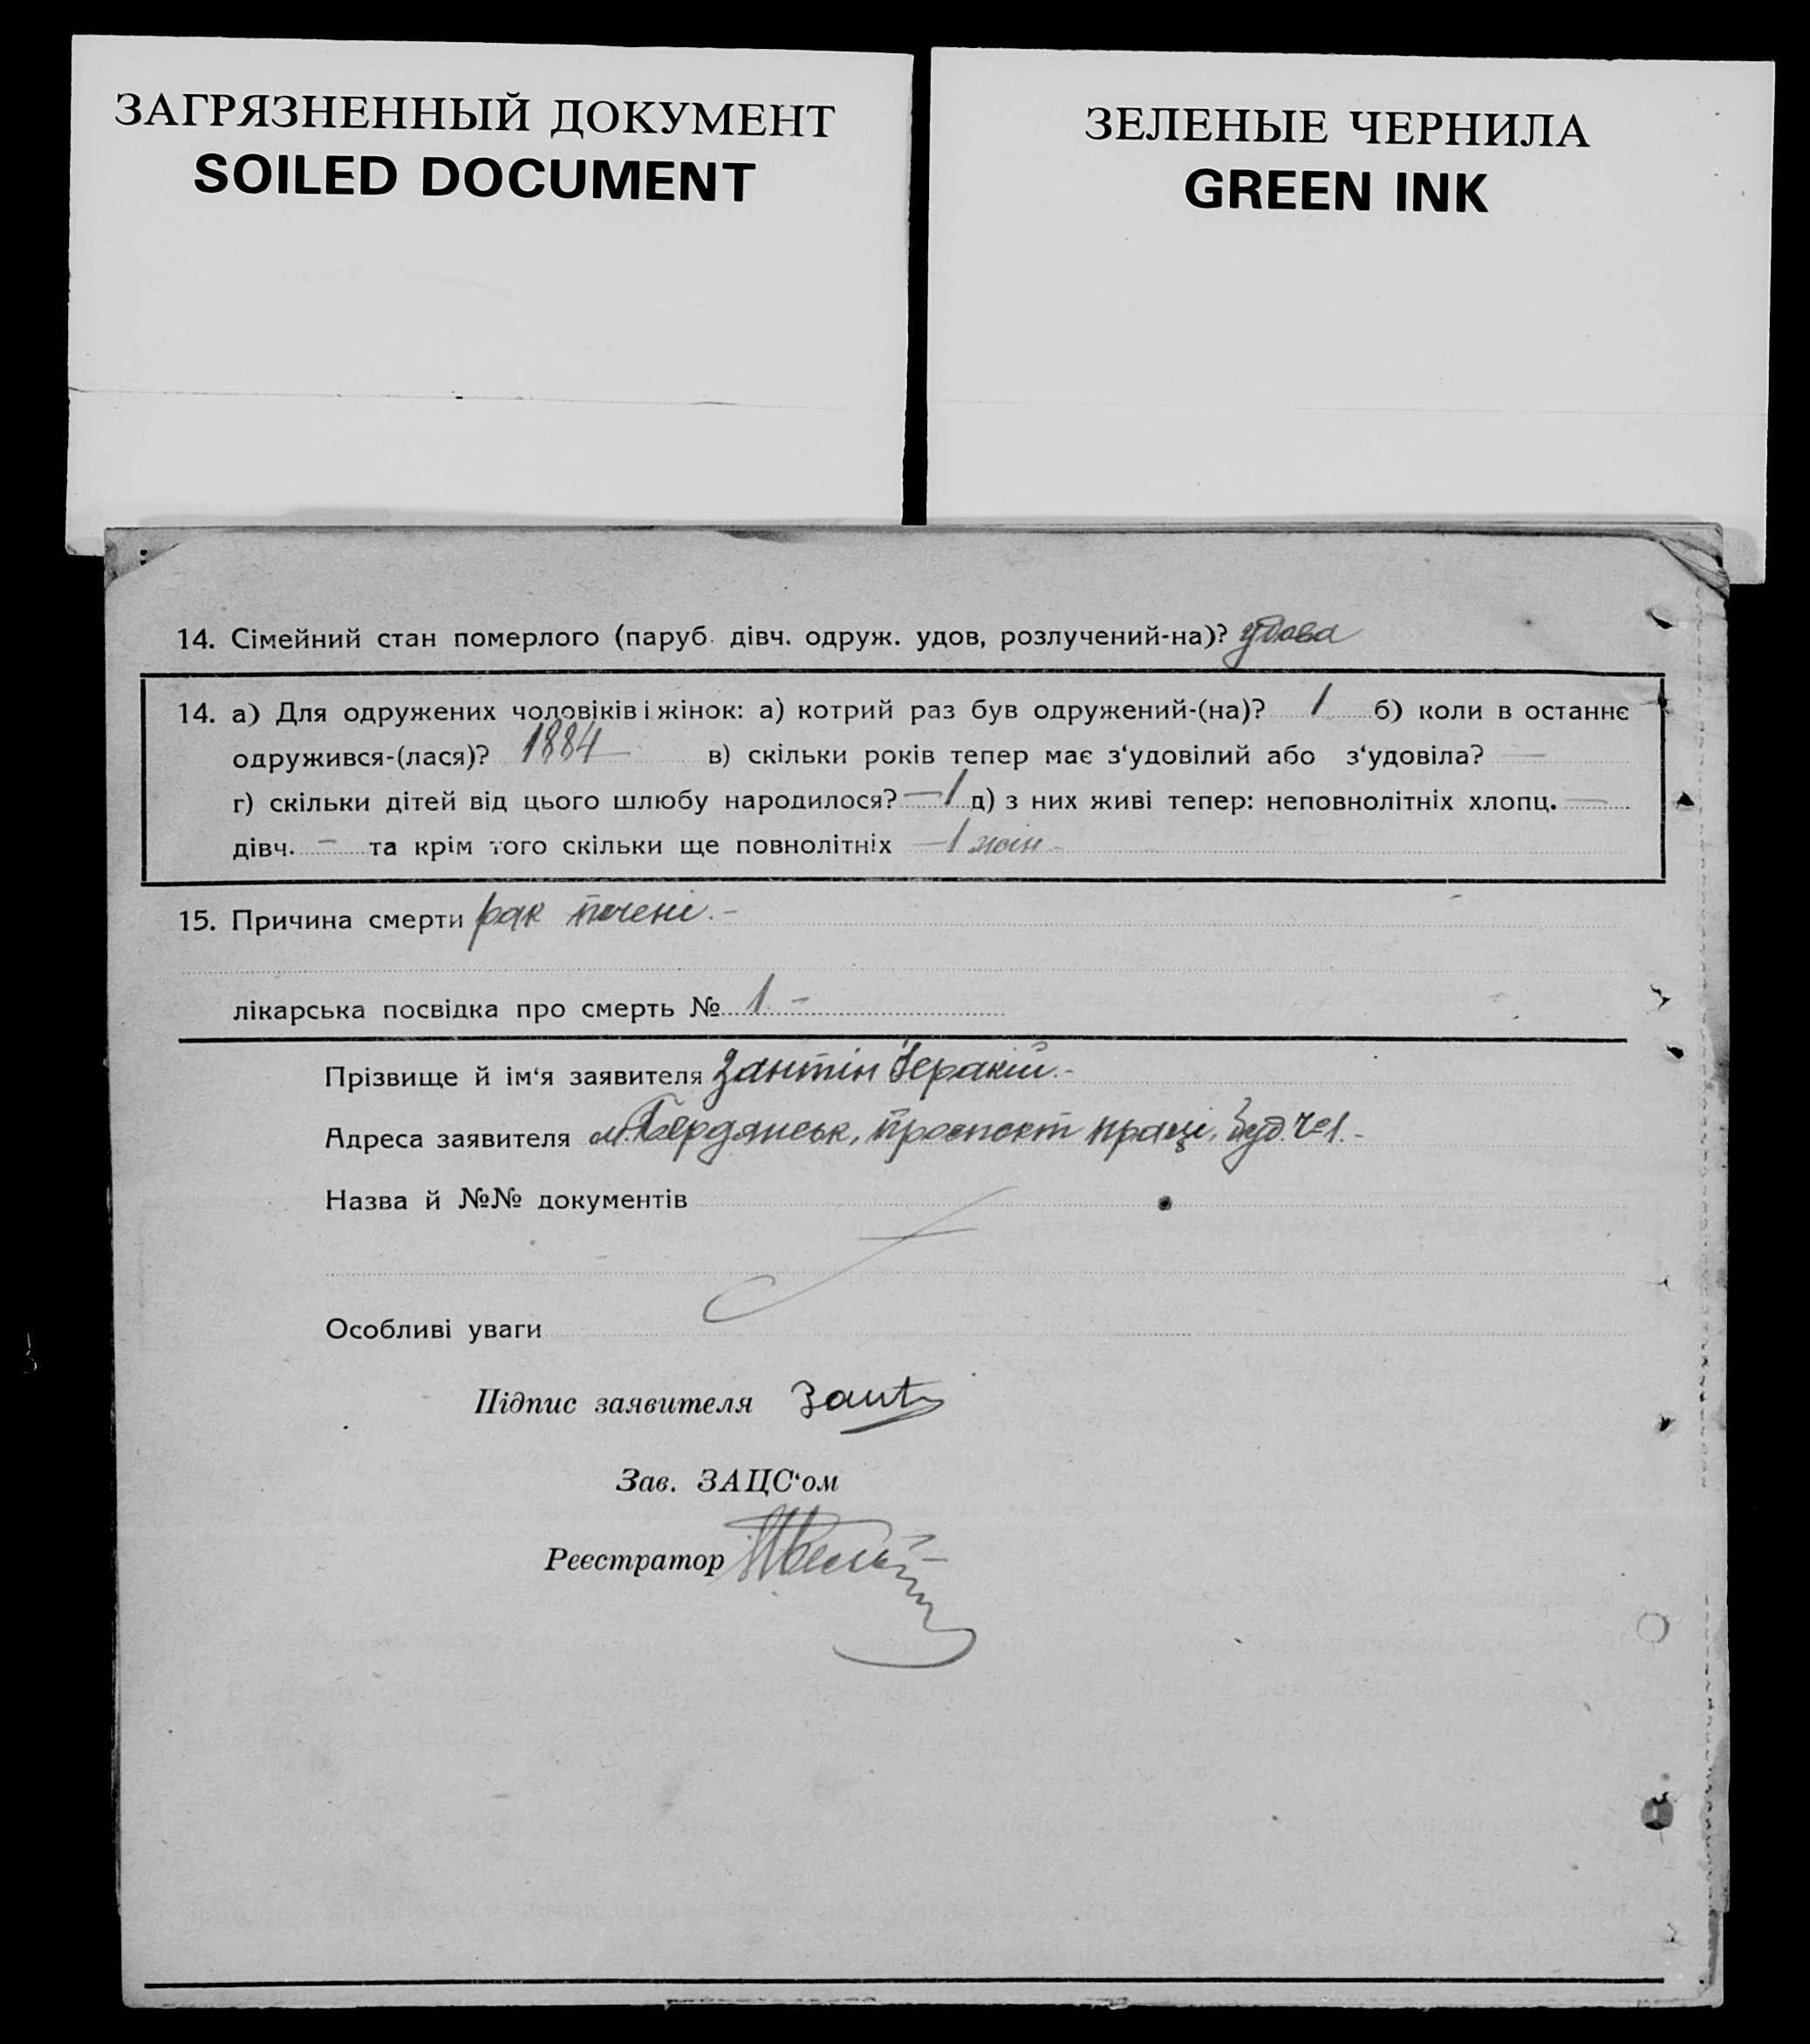 ЗАГРЯЗНЕННЫЙ ДОКУМЕНТ
SOILED DOCUMENT
ЗЕЛЕНЫЕ ЧЕРНИЛА
GREEN INK
14. Сімейний стан померлого (паруб. дівч. одруж. удов, розлучений-на)? удова
14. а) Для одружених чоловіків і жінок: а) котрий раз був одружений-(на)? 1 б) коли в останнє
одружився-(лася)? 1884 в) скільки років тепер має з‘удовілий або з‘удовіла? —
г) скільки дітей від цього шлюбу народилося? —1 д) з них живі тепер: неповнолітніх хлопц. —
дівч. — та крім того скільки ще повнолітніх —1
15. Причина смерти рак печені. –
лікарська посвідка про смерть № 1 –
Прізвище й ім‘я заявителя Зантін Іеракій. –
Адреса заявителя м. Бердянськ, проспект праці, буд. ч 1. –
Назва й №№ документів
Особливі уваги
Підпис заявителя Зант
Зав. ЗАЦС‘ом
Реєстратор